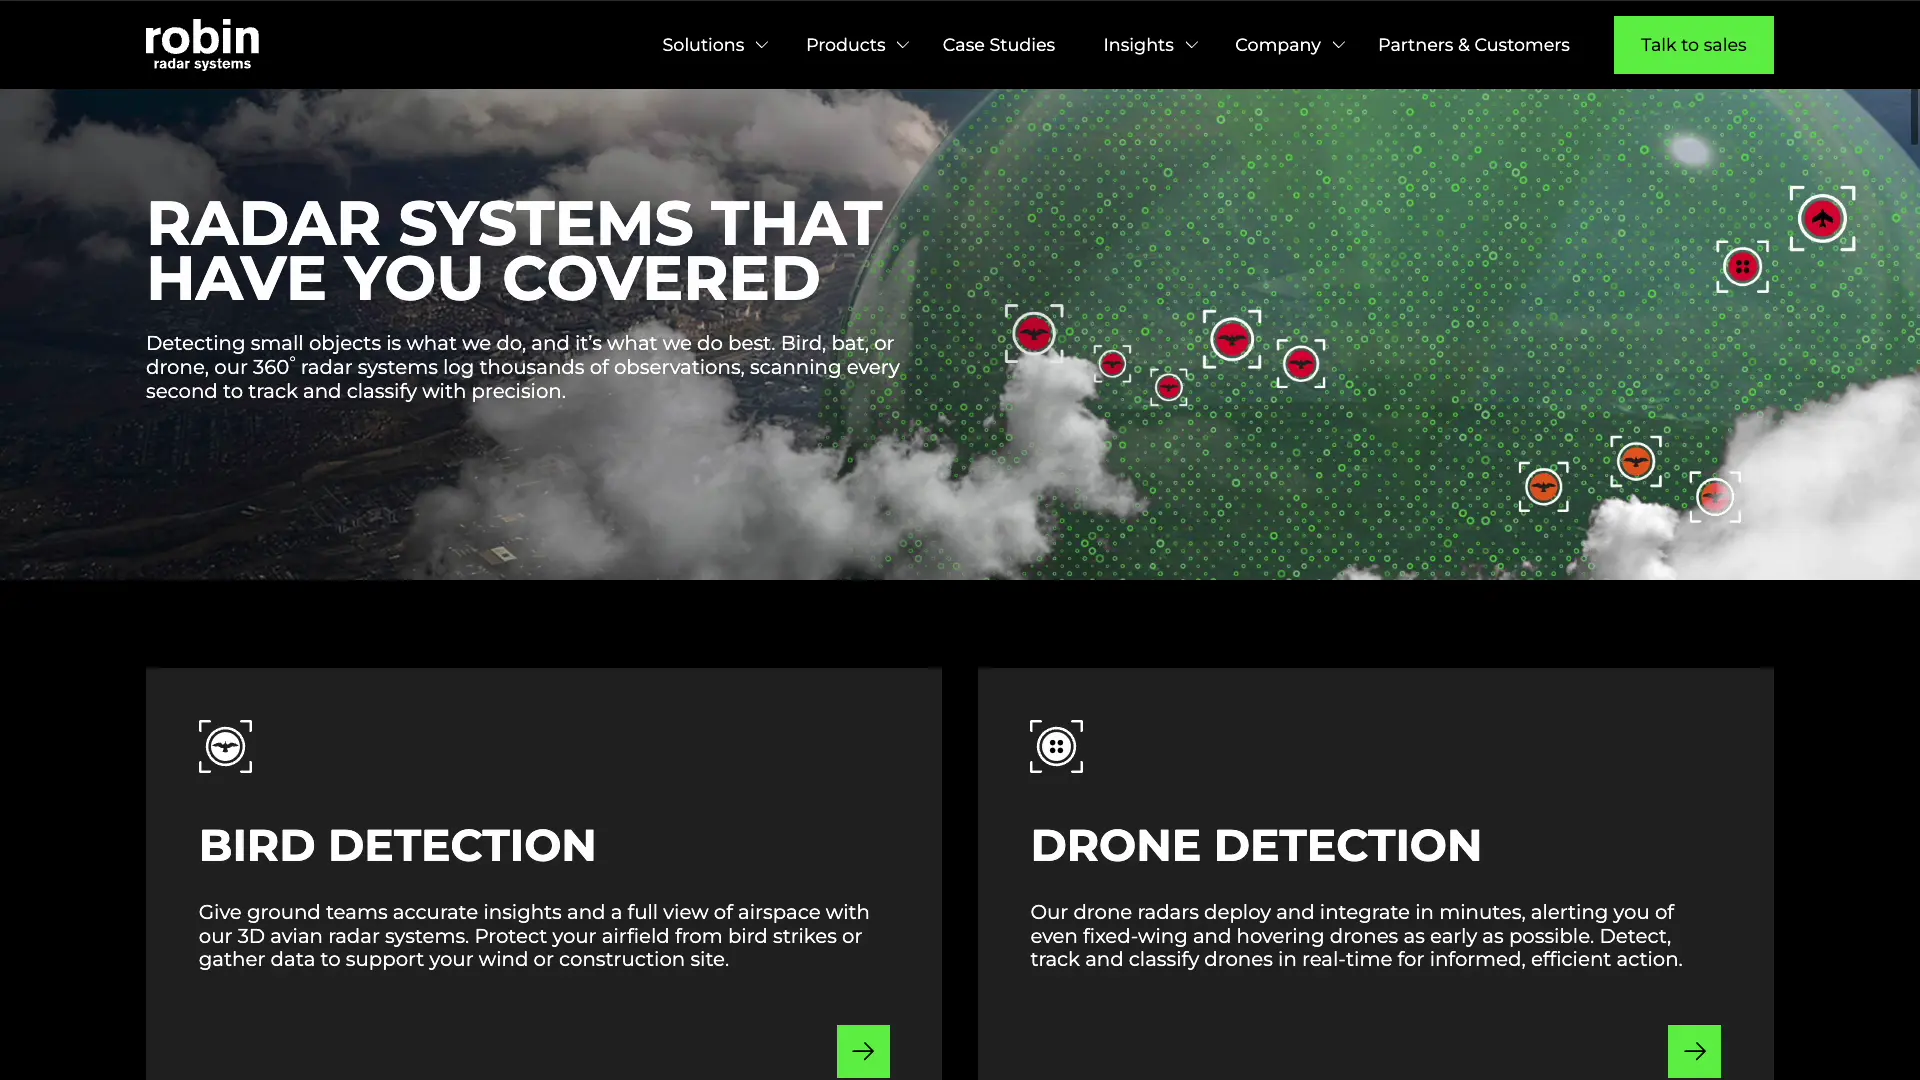 robin
radar systems
Solutions
Products
Case Studies
Insights
Company
Partners & Customers
Talk to sales
RADAR SYSTEMS THAT
HAVE YOU COVERED
Detecting small objects is what we do, and it's what we do best. Bird, bat, or
drone, our 360° radar systems log thousands of observations, scanning every
second to track and classify with precision.
BIRD DETECTION
Give ground teams accurate insights and a full view of airspace with
our 3D avian radar systems. Protect your airfield from bird strikes or
gather data to support your wind or construction site.
DRONE DETECTION
Our drone radars deploy and integrate in minutes, alerting you of
even fixed-wing and hovering drones as early as possible. Detect,
track and classify drones in real-time for informed, efficient action.